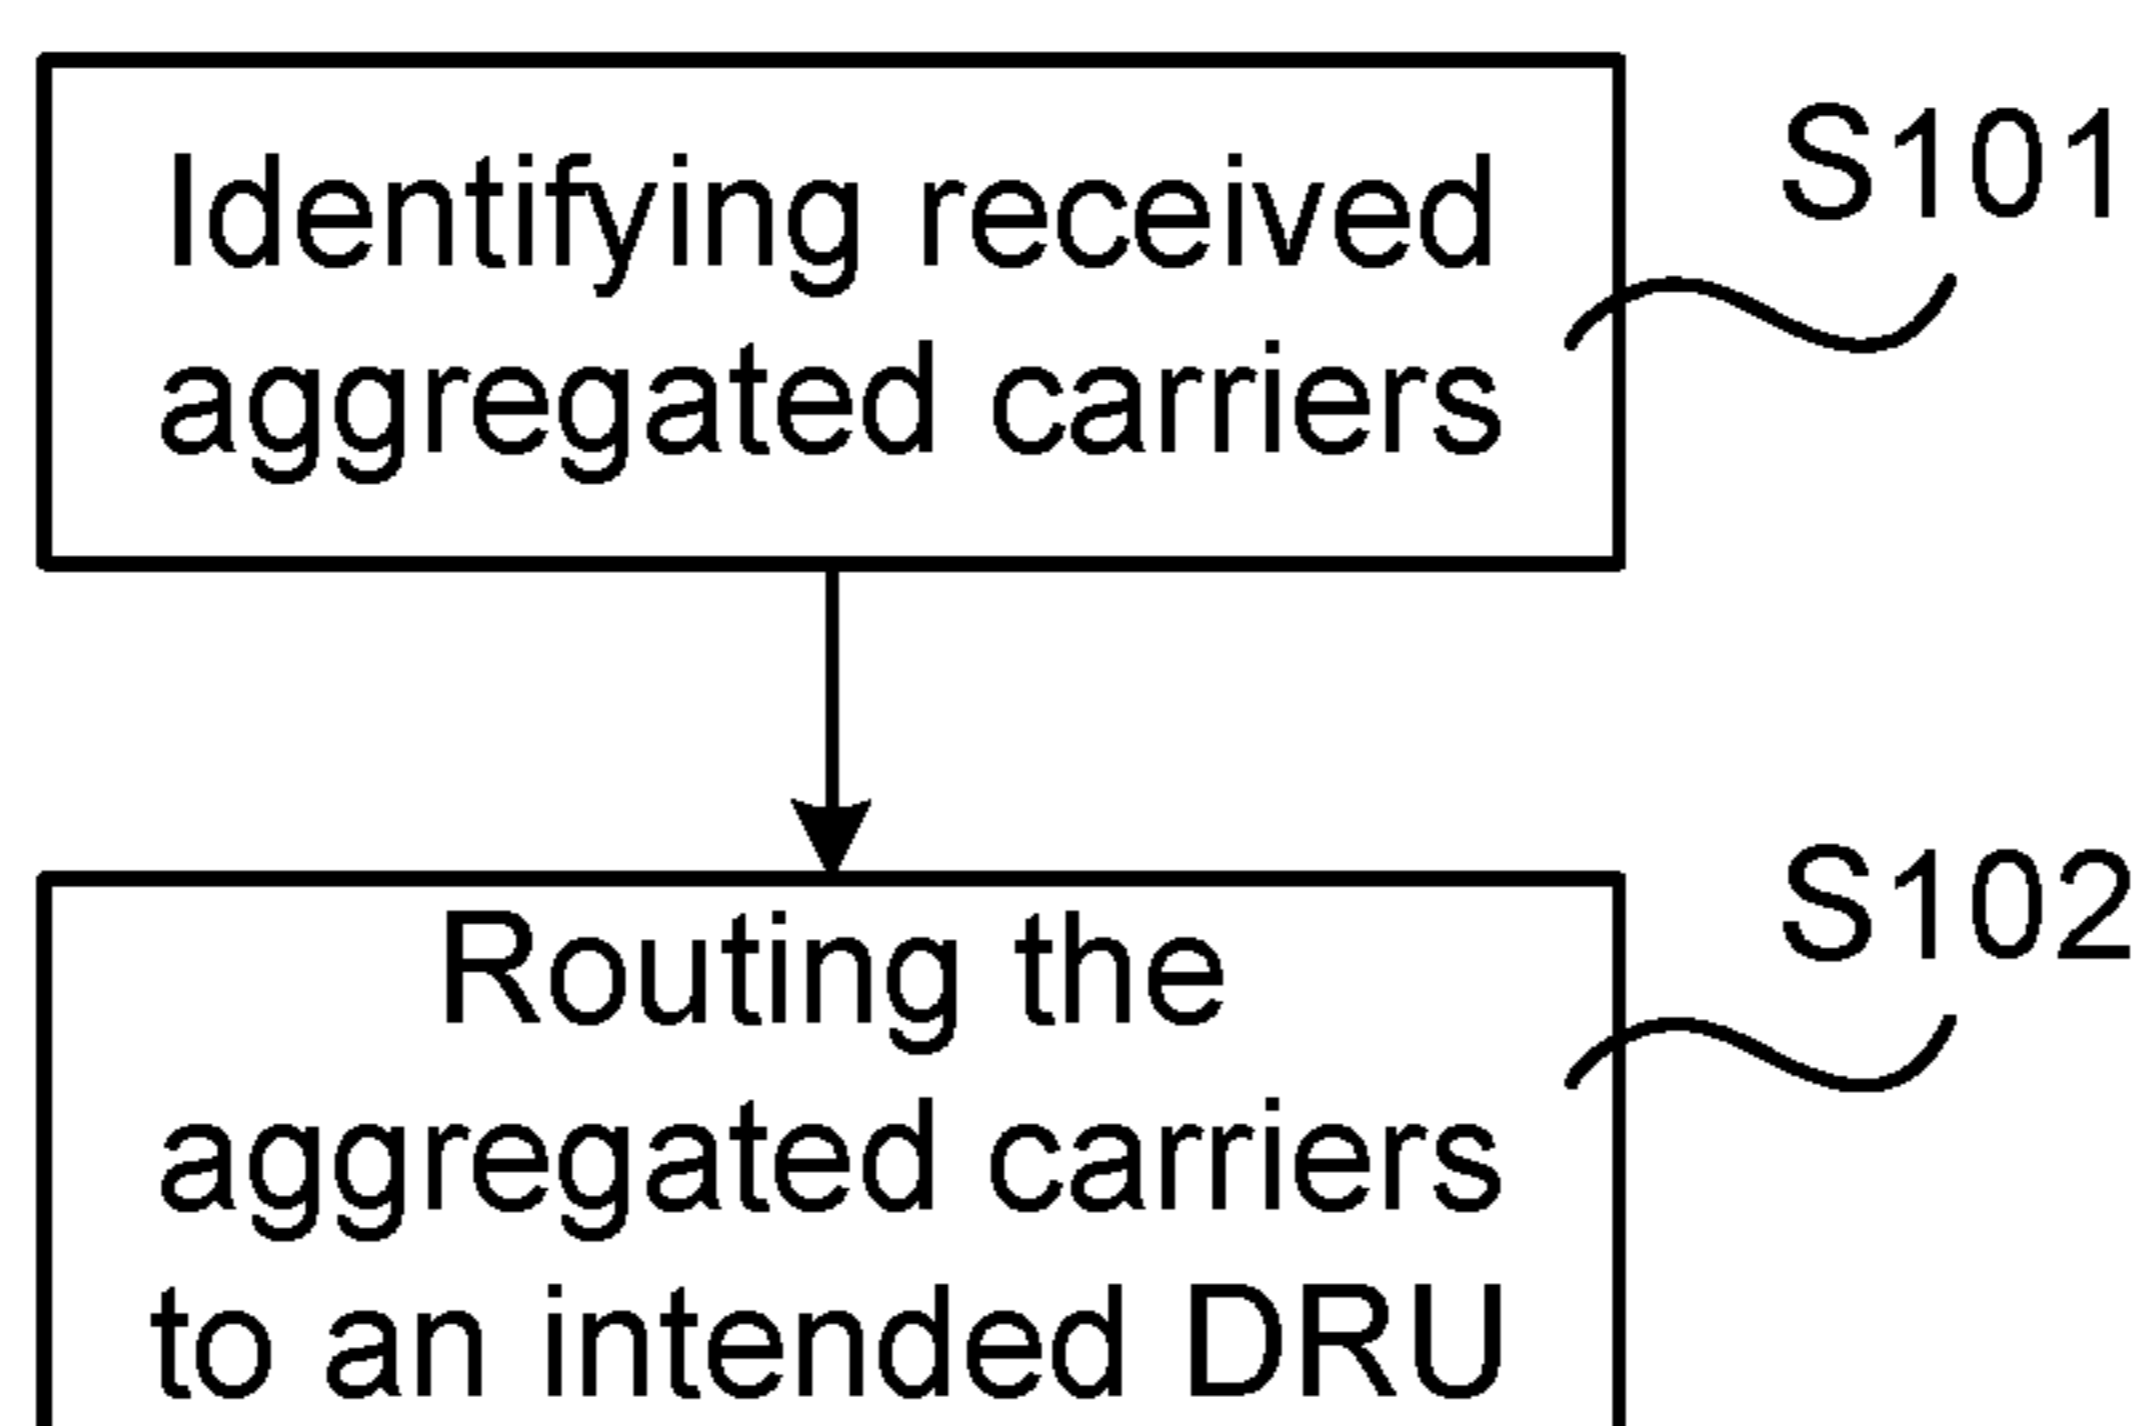 Identifying received
aggregated carriers
S101
Routing the
aggregated carriers
to an intended DRU
S102